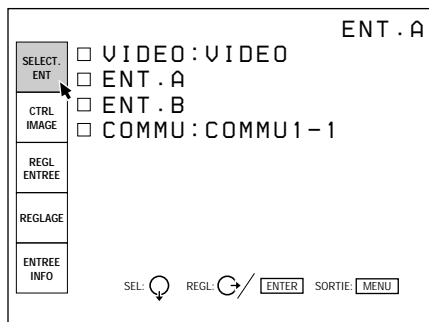 ENT.A
SELECT.
ENT
CTRL
IMAGE
REGL
ENTREE
REGLAGE
ENTREE
INFO
VIDEO:VIDEO
ENT.A
ENT.B
COMMU:COMMU1-1
SEL: REGL: / ENTER SORTIE: MENU